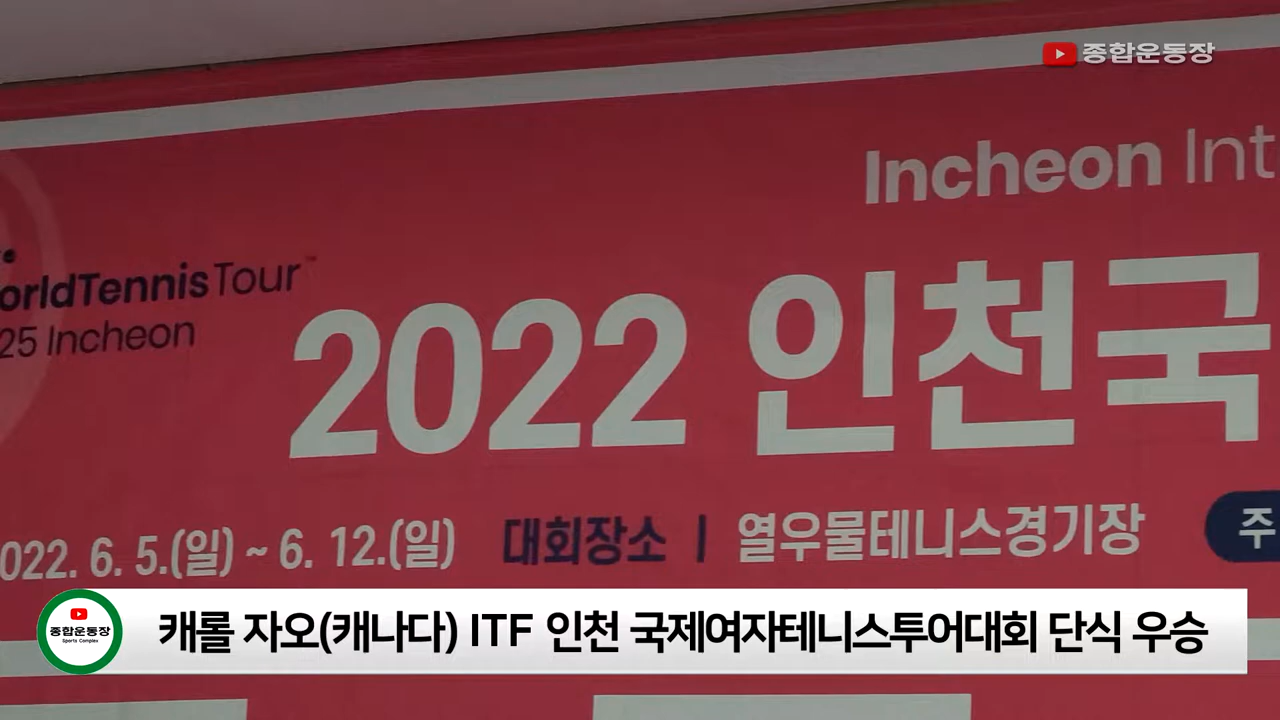 종합운동장
Incheon Int
orldTennisTour™
25 Incheon
2022 인천국
022. 6. 5.(일) ~ 6. 12.(일) 대회장소 | 열우물테니스경기장 주
종합운동장
Sports Complex
캐롤 자오(캐나다) ITF 인천 국제여자테니스투어대회 단식 우승